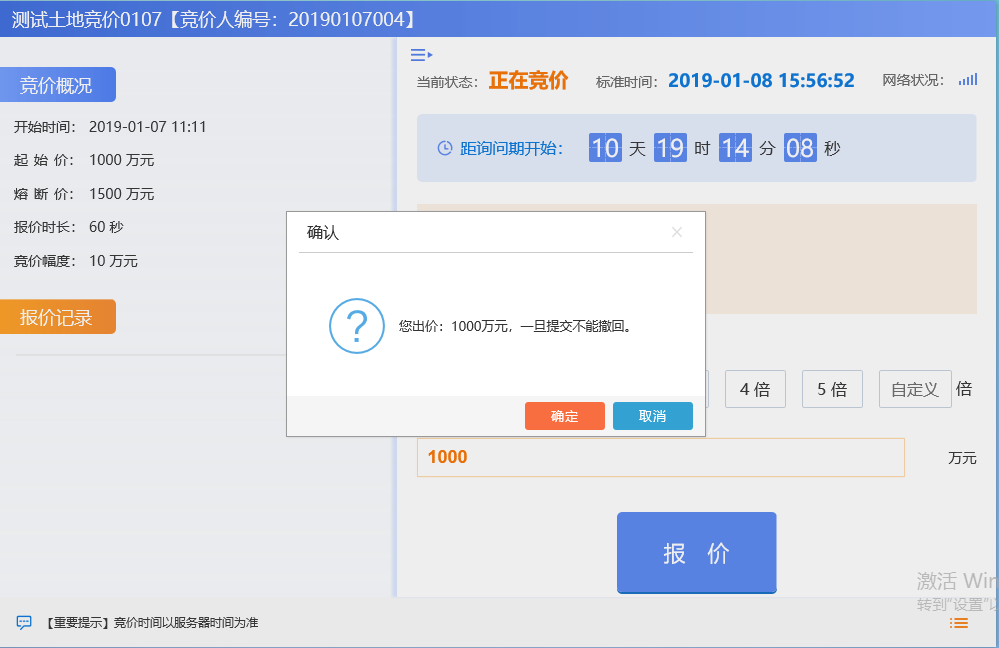 测试土地竞价0107【竞价人编号：20190107004】
竞价概况
开始时间： 2019-01-07 11:11
起 始 价： 1000 万元
熔 断 价： 1500 万元
报价时长： 60 秒
竞价幅度： 10 万元
报价记录
当前状态： 正在竞价 标准时间： 2019-01-08 15:56:52 网络状况：
距询问期开始： 10 天 19 时 14 分 08 秒
确认
您出价：1000万元，一旦提交不能撤回。
确定 取消
4 倍 5 倍 自定义 倍
1000 万元
报 价
激活 Win
转到"设置"以
【重要提示】竞价时间以服务器时间为准